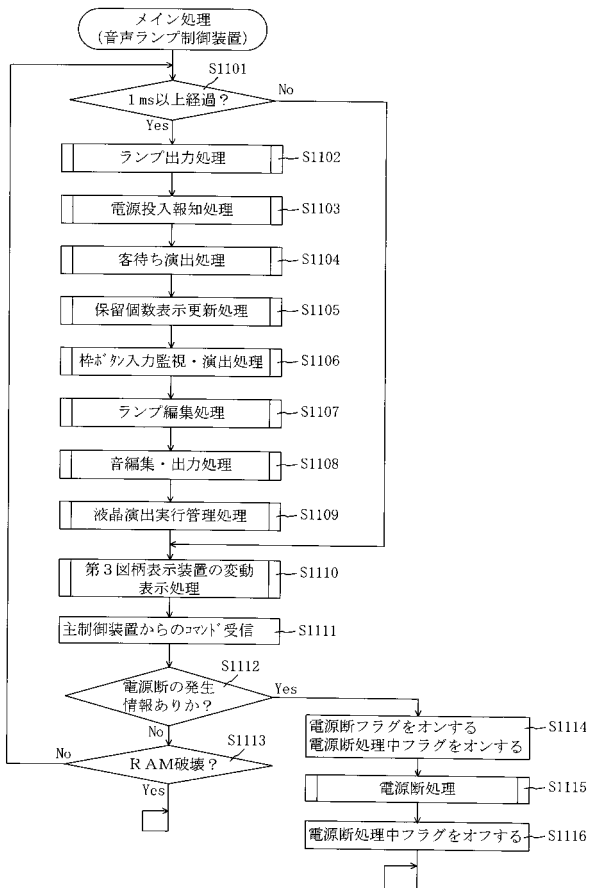 メイン処理
(音声ランプ制御装置)
S1101
1ms以上経過？
No
Yes
ランプ出力処理
S1102
電源投入報知処理
S1103
客待ち演出処理
S1104
保留個数表示更新処理
S1105
枠ﾎﾞﾀﾝ入力監視・演出処理
S1106
ランプ編集処理
S1107
音編集・出力処理
S1108
液晶演出実行管理処理
S1109
第3図柄表示装置の変動
表示処理
S1110
主制御装置からのｺﾏﾝﾄﾞ受信
S1111
S1112
電源断の発生
情報ありか？
Yes
No
S1113
RAM破壊？
No
Yes
電源断フラグをオンする
電源断処理中フラグをオンする
S1114
電源断処理
S1115
電源断処理中フラグをオフする
S1116